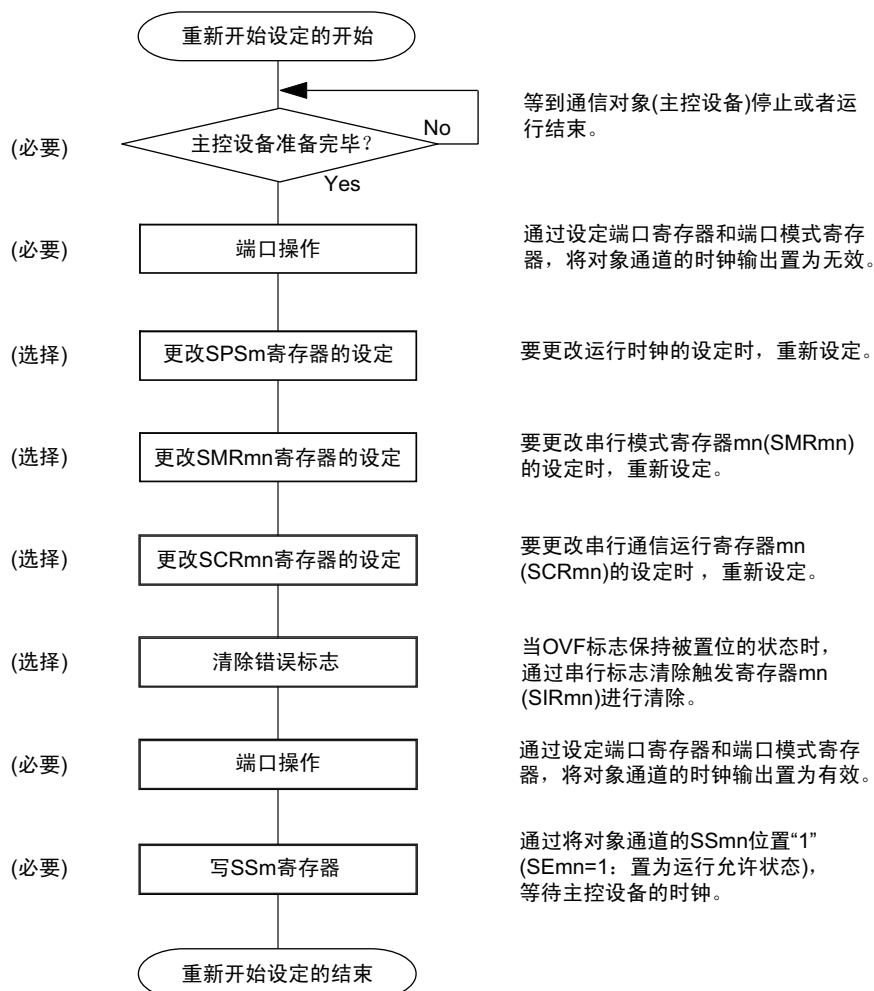 重新开始设定的开始
等到通信对象(主控设备)停止或者运
行结束。
(必要)
主控设备准备完毕？
No
Yes
(必要)
端口操作
通过设定端口寄存器和端口模式寄存
器，将对象通道的时钟输出置为无效。
(选择)
更改SPSm寄存器的设定
要更改运行时钟的设定时，重新设定。
(选择)
更改SMRmn寄存器的设定
要更改串行模式寄存器mn(SMRmn)
的设定时，重新设定。
(选择)
更改SCRmn寄存器的设定
要更改串行通信运行寄存器mn
(SCRmn)的设定时，重新设定。
(选择)
清除错误标志
当OVF标志保持被置位的状态时，
通过串行标志清除触发寄存器mn
(SIRmn)进行清除。
(必要)
端口操作
通过设定端口寄存器和端口模式寄存
器，将对象通道的时钟输出置为有效。
(必要)
写SSm寄存器
通过将对象通道的SSmn位置“1”
(SEmn=1：置为运行允许状态)，
等待主控设备的时钟。
重新开始设定的结束